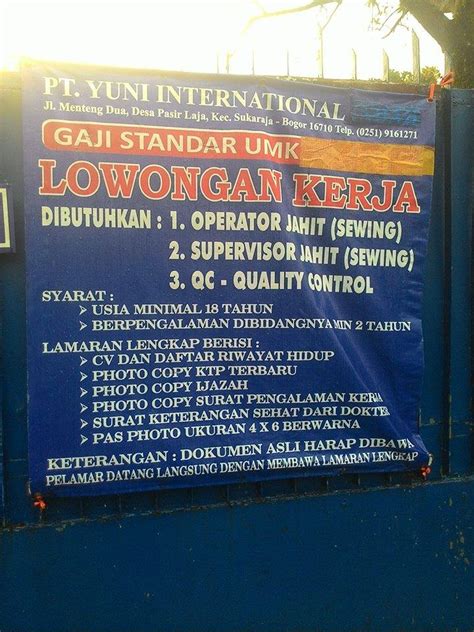 PT. YUNI INTERNATIONAL
Jl. Menteng Dua, Desa Pasir Laja, Kec. Sukaraja - Bogor 16710 Telp. (0251) 9161271
GAJI STANDAR UMK
LOWONGAN KERJA
DIBUTUHKAN : 1. OPERATOR JAHIT (SEWING)
2. SUPERVISOR JAHIT (SEWING)
3. QC - QUALITY CONTROL
SYARAT :
➤ USIA MINIMAL 18 TAHUN
➤ BERPENGALAMAN DIBIDANGNYA MIN 2 TAHUN
LAMARAN LENGKAP BERISI :
➤ CV DAN DAFTAR RIWAYAT HIDUP
➤ PHOTO COPY KTP TERBARU
➤ PHOTO COPY IJAZAH
➤ PHOTO COPY SURAT PENGALAMAN KERJA
➤ SURAT KETERANGAN SEHAT DARI DOKTER
➤ PAS PHOTO UKURAN 4 X 6 BERWARNA
KETERANGAN : DOKUMEN ASLI HARAP DIBAWA
PELAMAR DATANG LANGSUNG DENGAN MEMBAWA LAMARAN LENGKAP